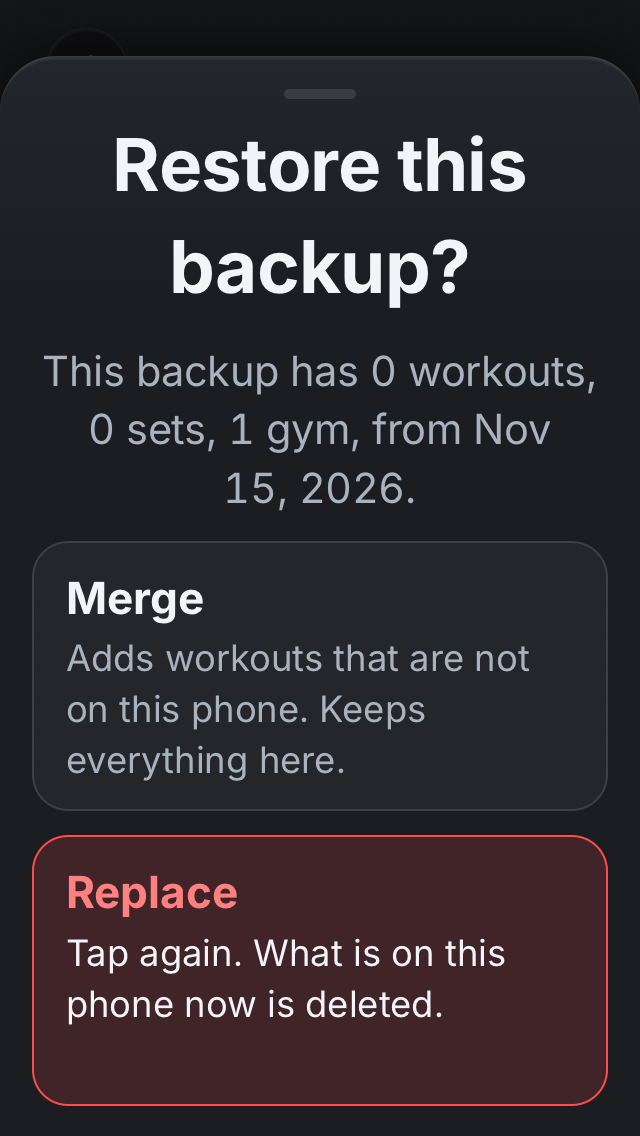 Restore this
backup?
This backup has 0 workouts,
0 sets, 1 gym, from Nov
15, 2026.
Merge
Adds workouts that are not
on this phone. Keeps
everything here.
Replace
Tap again. What is on this
phone now is deleted.